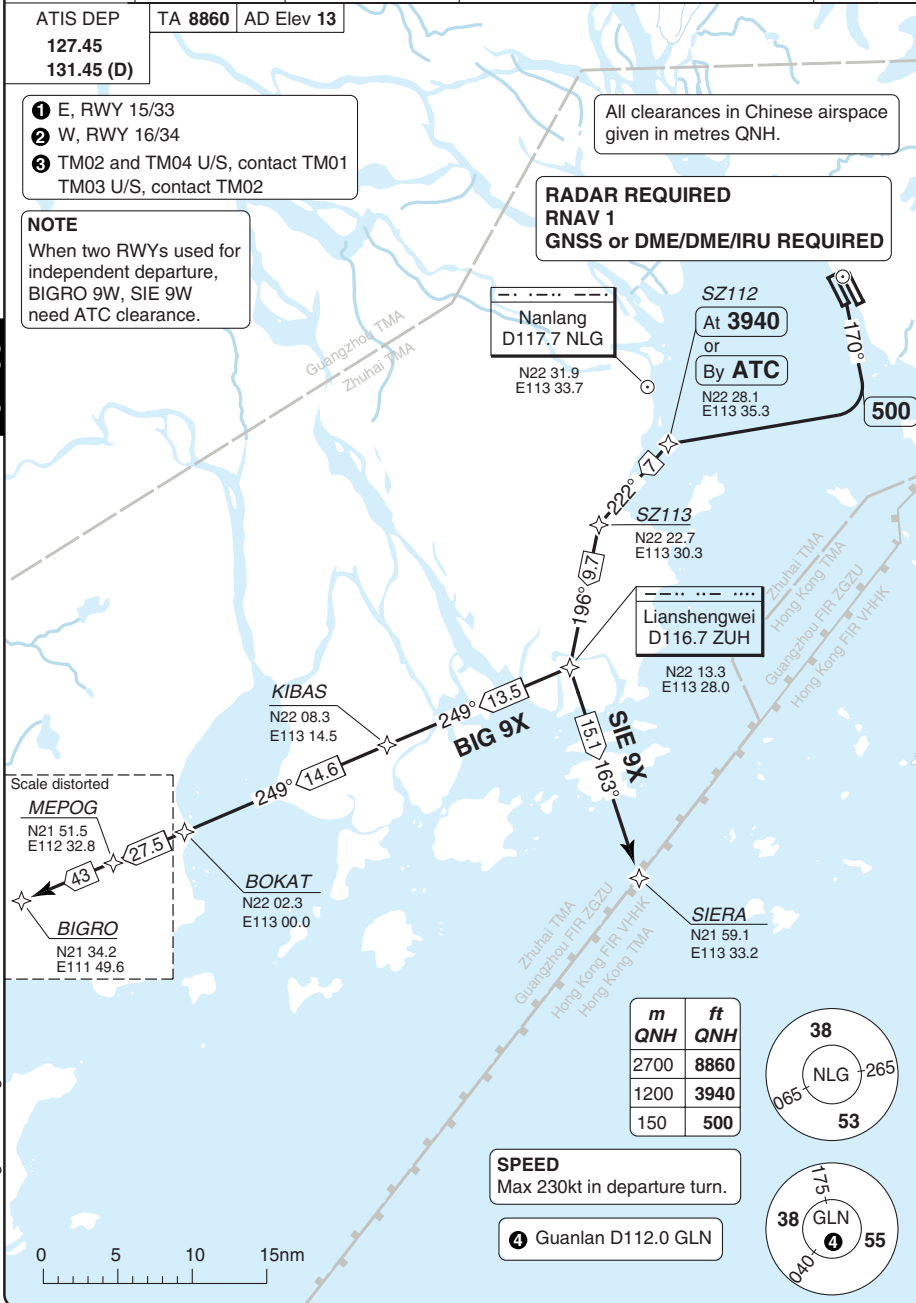 ATIS DEP
127.45
131.45 (D)
TA 8860
AD Elev 13
1 E, RWY 15/33
2 W, RWY 16/34
3 TM02 and TM04 U/S, contact TM01
TM03 U/S, contact TM02
All clearances in Chinese airspace
given in metres QNH.
NOTE
When two RWYs used for
independent departure,
BIGRO 9W, SIE 9W
need ATC clearance.
RADAR REQUIRED
RNAV 1
GNSS or DME/DME/IRU REQUIRED
Guangzhou TMA
Zhuhai TMA
Nanlang
D117.7 NLG
N22 31.9
E113 33.7
SZ112
At 3940
or
By ATC
N22 28.1
E113 35.3
170°
500
7
222°
SZ113
N22 22.7
E113 30.3
9.7
196°
Zhuhai TMA
Hong Kong TMA
Guangzhou FIR ZGZU
Hong Kong FIR VHHK
Lianshengwei
D116.7 ZUH
N22 13.3
E113 28.0
KIBAS
N22 08.3
E113 14.5
249°
13.5
BIG 9X
15.1
163°
SIE 9X
249°
14.6
Scale distorted
MEPOG
N21 51.5
E112 32.8
27.5
43
BIGRO
N21 34.2
E111 49.6
BOKAT
N22 02.3
E113 00.0
SIERA
N21 59.1
E113 33.2
Zhuhai TMA
Guangzhou FIR ZGZU
Hong Kong FIR VHHK
Hong Kong TMA
m ft
QNH QNH
2700 8860
1200 3940
150 500
38
NLG
265
065
53
SPEED
Max 230kt in departure turn.
4 Guanlan D112.0 GLN
175
38
GLN
4
55
040
0 5 10 15nm